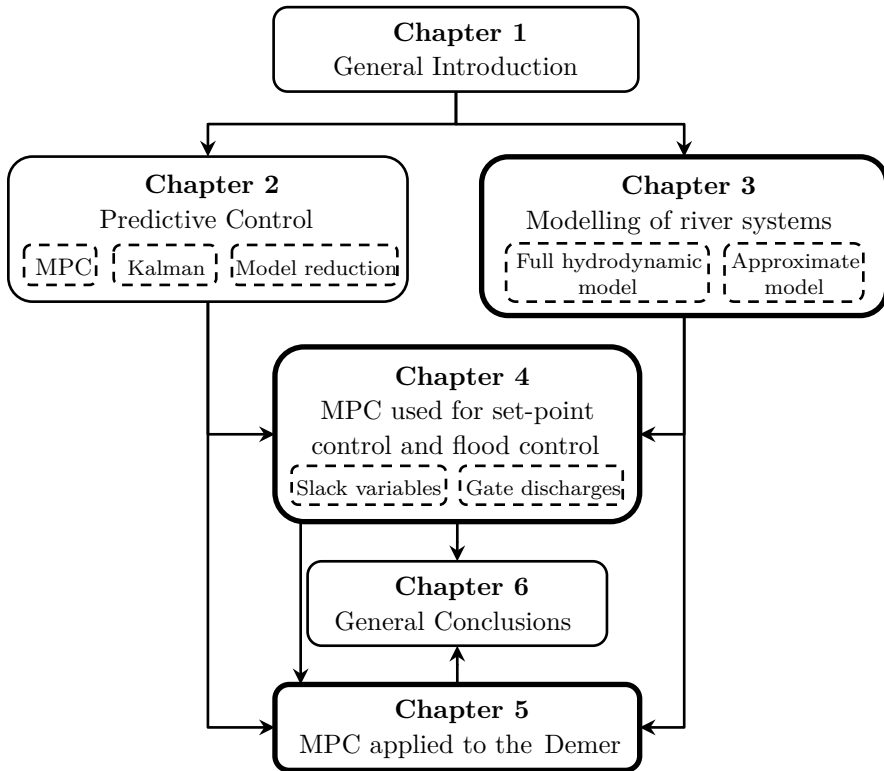 Chapter 1
General Introduction
Chapter 2
Predictive Control
MPC
Kalman
Model reduction
Chapter 3
Modelling of river systems
Full hydrodynamic
model
Approximate
model
Chapter 4
MPC used for set-point
control and flood control
Slack variables
Gate discharges
Chapter 6
General Conclusions
Chapter 5
MPC applied to the Demer